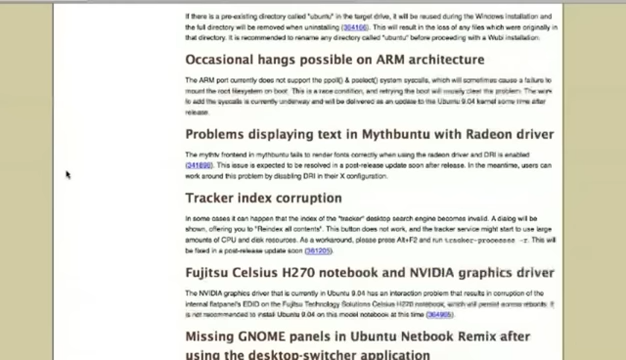 If there is a pre-existing directory called "ubuntu" in the target drive, it will be reused during the Windows installation and
the full directory will be removed when uninstalling (364166). This will result in the loss of any files which were originally in
that directory. It is recommended to rename any directory called "ubuntu" before proceeding with a Wubi installation.
Occasional hangs possible on ARM architecture
The ARM port currently does not support the ppoll() & pselect() system syscalls, which will sometimes cause a failure to
mount the root filesystem on boot. This is a race condition, and retrying the boot will usually clear the problem. The work
to add the syscalls is currently underway and will be delivered as an update to the Ubuntu 9.04 kernel some time after
release.
Problems displaying text in Mythbuntu with Radeon driver
The mythtv frontend in mythbuntu fails to render fonts correctly when using the radeon driver and DRI is enabled
(341898). This issue is expected to be resolved in a post-release update soon after release. In the meantime, users can
work around this problem by disabling DRI in their X configuration.
Tracker index corruption
In some cases it can happen that the index of the "tracker" desktop search engine becomes invalid. A dialog will be
shown, offering you to "Reindex all contents". This button does not work, and the tracker service might start to use large
amounts of CPU and disk resources. As a workaround, please press Alt+F2 and run tracker-processes -r. This will
be fixed in a post-release update soon (361205).
Fujitsu Celsius H270 notebook and NVIDIA graphics driver
The NVIDIA graphics driver that is currently in Ubuntu 9.04 has an interaction problem that results in corruption of the
internal flatpanel's EDID on the Fujitsu Technology Solutions Celsius H270 notebook, which will persist across reboots. It
is not recommended to install Ubuntu 9.04 on this model notebook at this time (364905).
Missing GNOME panels in Ubuntu Netbook Remix after
using the desktop-switcher application